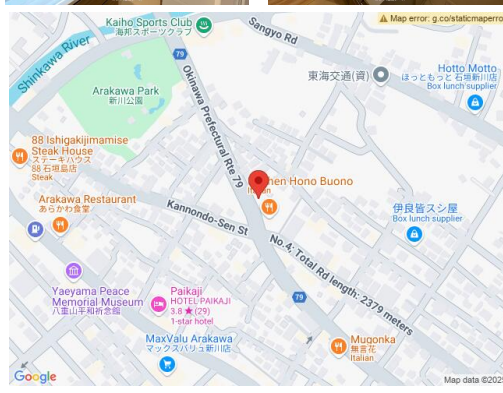 Map error: g.co/staticmaperro
Kaiho Sports Club
海邦スポーツクラブ
Sangyo Rd
79
Shinkawa River
Hotto Motto
ほっともっと 石垣新川店
Box lunch supplier
東海交通(資)
Arakawa Park
新川公園
Okinawa Prefectural Rte 79
88 Ishigakijimamise
Steak House
ステーキハウス
88 石垣島店
Steak
hen Hono Buono
Arakawa Restaurant
あらかわ食堂
Kannondo-Sen St
伊良皆スシ屋
Box lunch supplier
No.4; Total Rd length: 2379 meters
Yaeyama Peace
Memorial Museum
八重山平和祈念館
Paikaji
HOTEL PAIKAJI
3.8 ★ (29)
1-star hotel
79
MaxValu Arakawa
マックスバリュ新川店
Mugonka
無言花
Italian
Google
Map data ©202